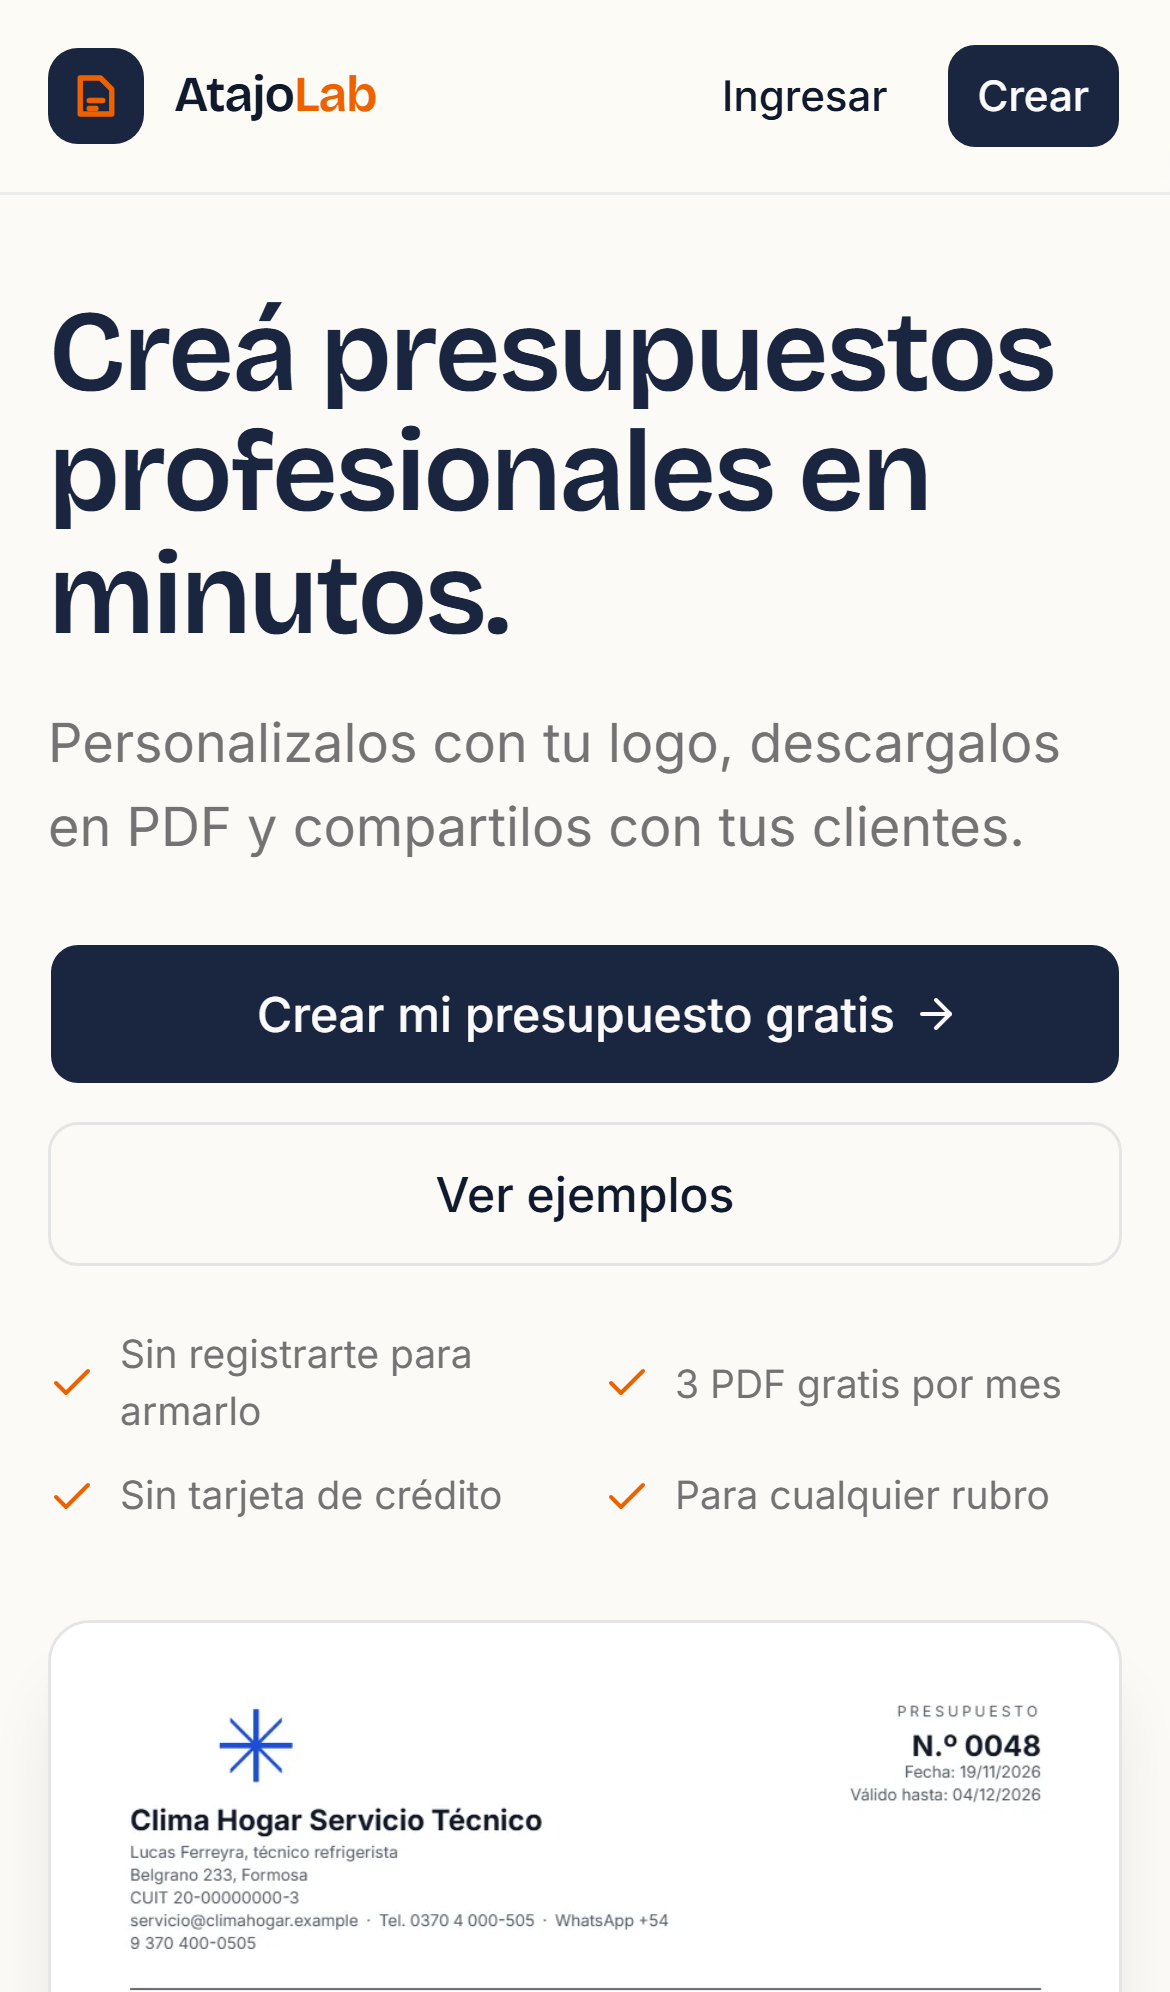 AtajoLab
Ingresar
Crear
Creá presupuestos
profesionales en
minutos.
Personalizalos con tu logo, descargalos
en PDF y compartilos con tus clientes.
Crear mi presupuesto gratis →
Ver ejemplos
Sin registrarte para
armarlo
3 PDF gratis por mes
Sin tarjeta de crédito
Para cualquier rubro
PRESUPUESTO
N.º 0048
Fecha: 19/11/2026
Válido hasta: 04/12/2026
Clima Hogar Servicio Técnico
Lucas Ferreyra, técnico refrigerista
Belgrano 233, Formosa
CUIT 20-00000000-3
servicio@climahogar.example · Tel. 0370 4 000-505 · WhatsApp +54
9 370 400-0505